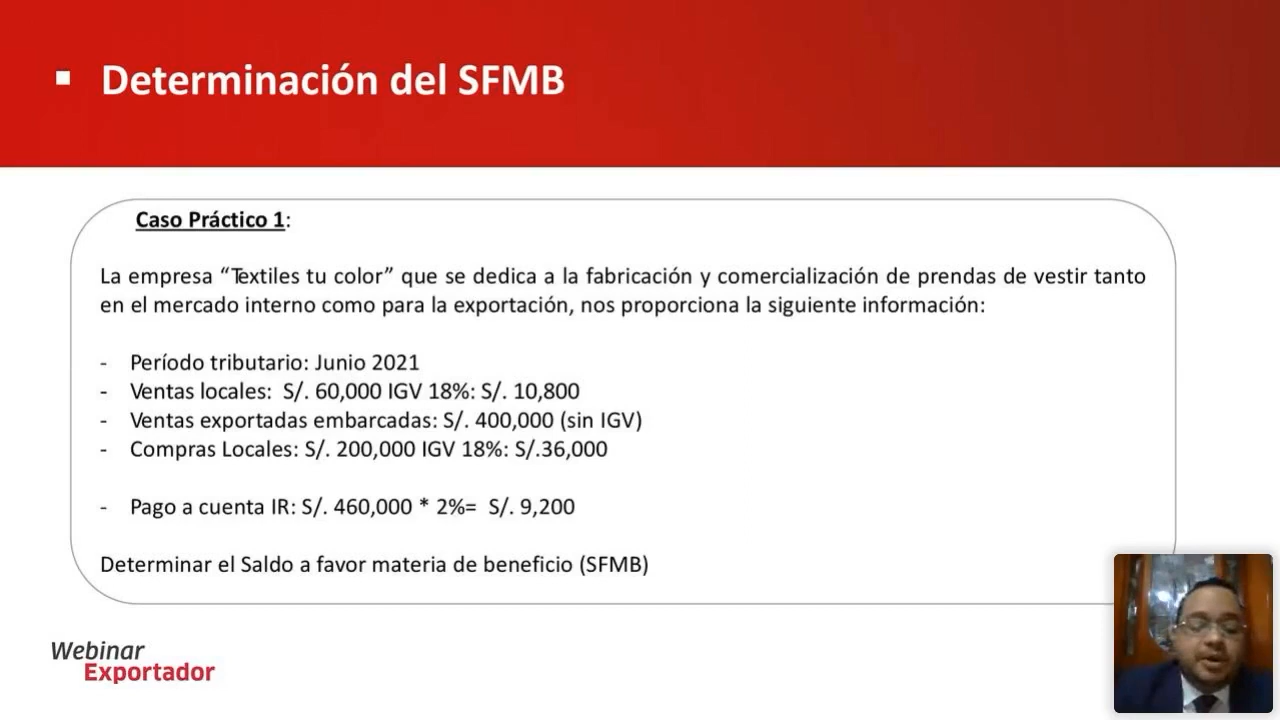 Determinación del SFMB
Caso Práctico 1:
La empresa “Textiles tu color” que se dedica a la fabricación y comercialización de prendas de vestir tanto
en el mercado interno como para la exportación, nos proporciona la siguiente información:
- Período tributario: Junio 2021
- Ventas locales: S/. 60,000 IGV 18%: S/. 10,800
- Ventas exportadas embarcadas: S/. 400,000 (sin IGV)
- Compras Locales: S/. 200,000 IGV 18%: S/.36,000
- Pago a cuenta IR: S/. 460,000 * 2%= S/. 9,200
Determinar el Saldo a favor materia de beneficio (SFMB)
Webinar
Exportador